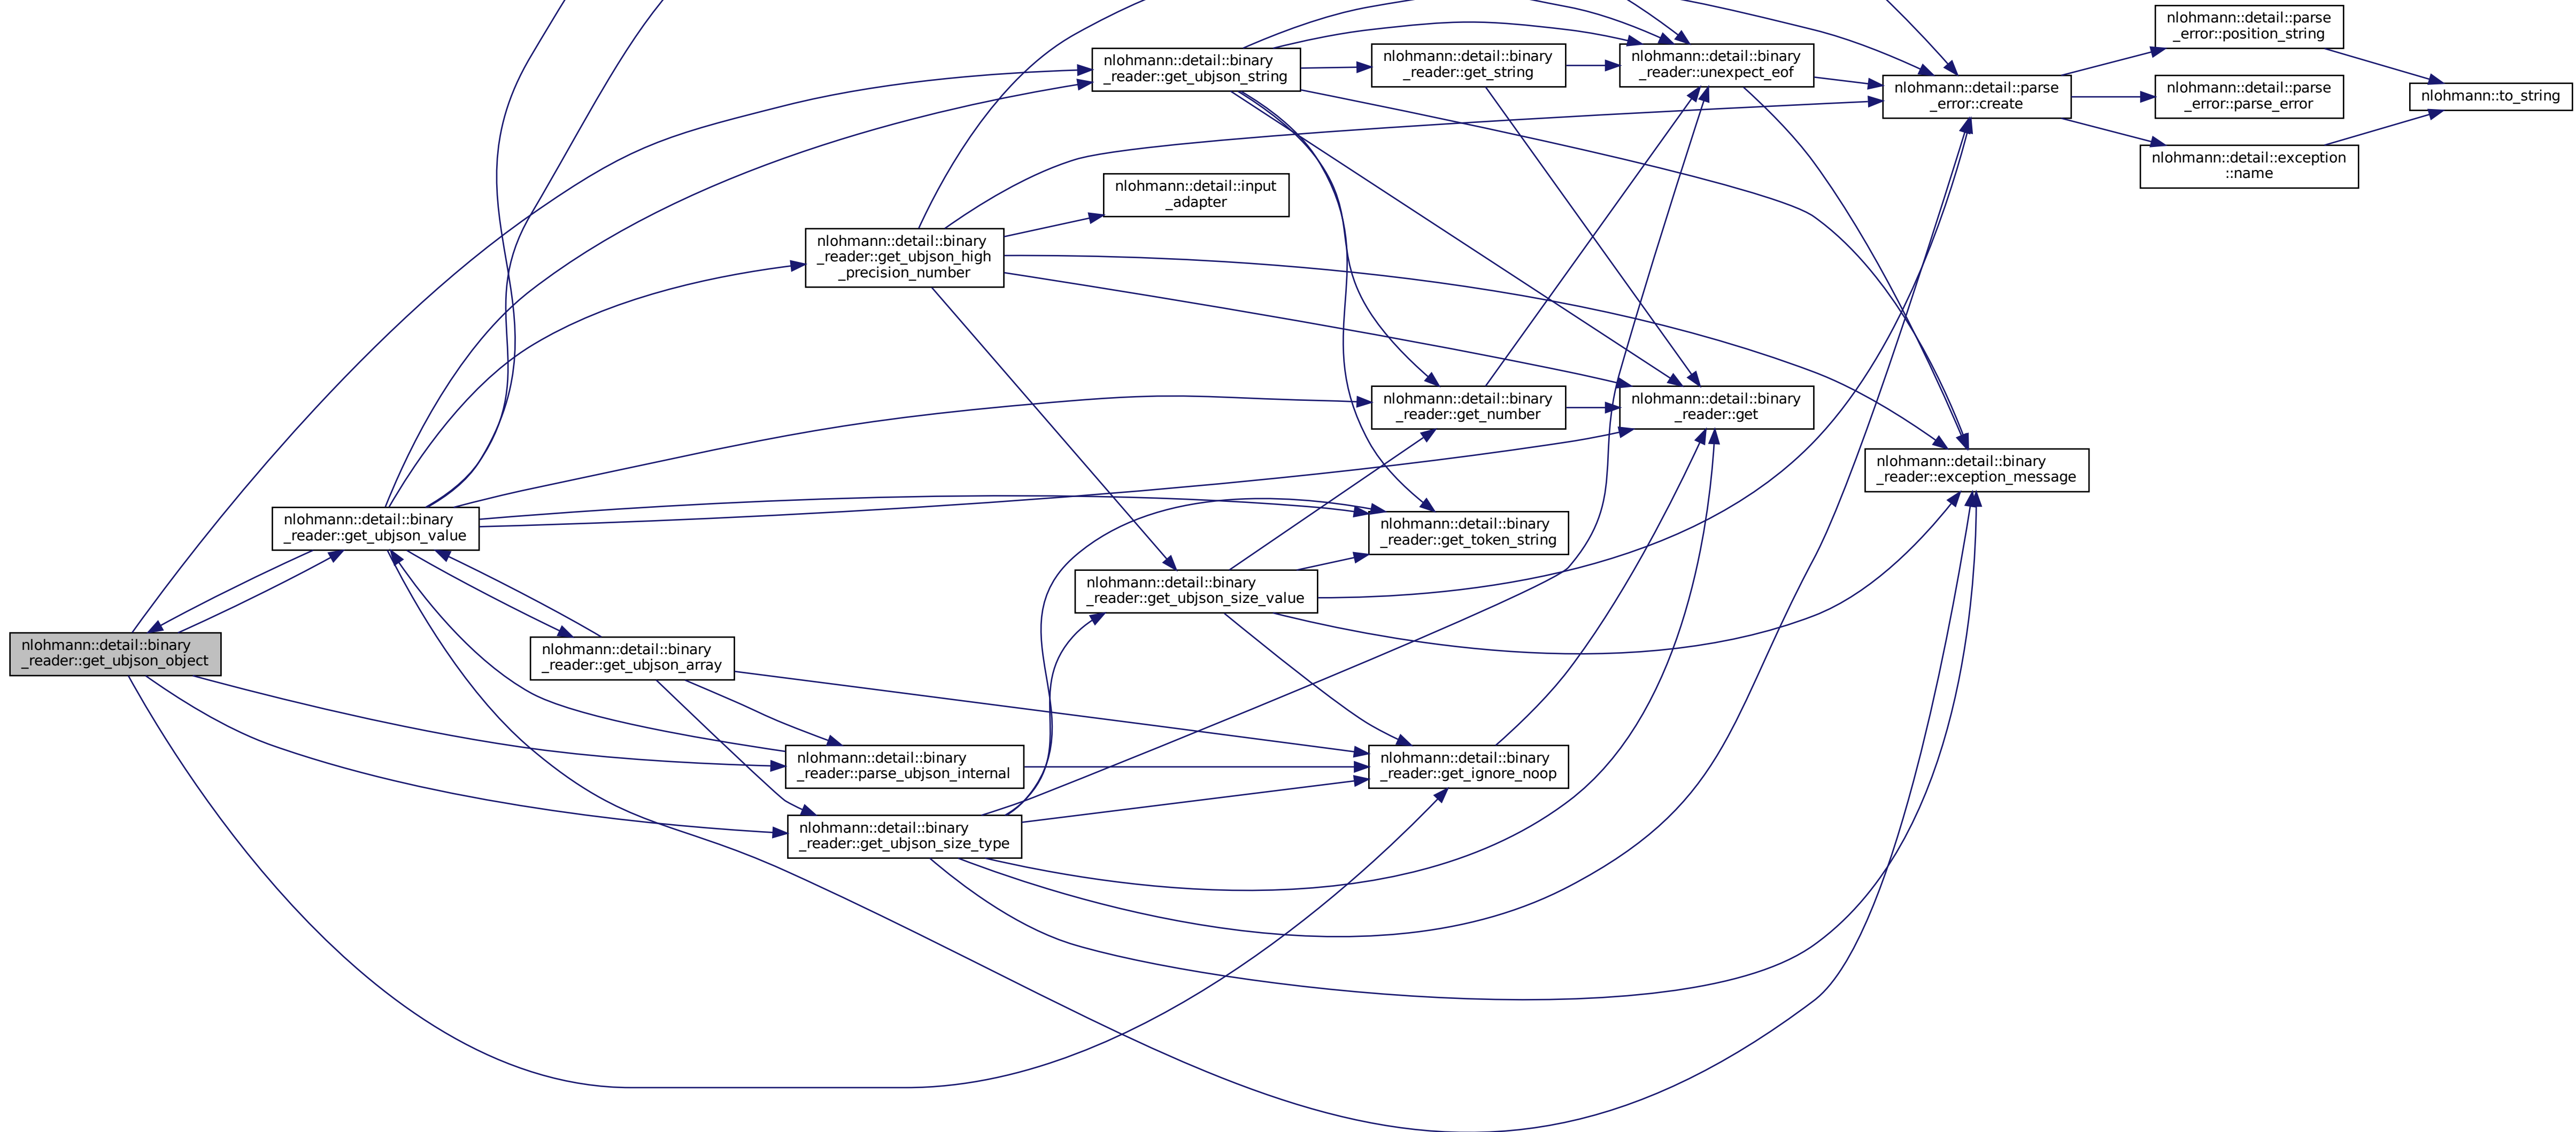 nlohmann::detail::parse
_error::position_string
nlohmann::detail::binary
_reader::get_ubjson_string
nlohmann::detail::binary
_reader::get_string
nlohmann::detail::binary
_reader::unexpect_eof
nlohmann::detail::parse
_error::create
nlohmann::detail::parse
_error::parse_error
nlohmann::to_string
nlohmann::detail::exception
::name
nlohmann::detail::input
_adapter
nlohmann::detail::binary
_reader::get_ubjson_high
_precision_number
nlohmann::detail::binary
_reader::get_number
nlohmann::detail::binary
_reader::get
nlohmann::detail::binary
_reader::exception_message
nlohmann::detail::binary
_reader::get_ubjson_value
nlohmann::detail::binary
_reader::get_token_string
nlohmann::detail::binary
_reader::get_ubjson_size_value
nlohmann::detail::binary
_reader::get_ubjson_object
nlohmann::detail::binary
_reader::get_ubjson_array
nlohmann::detail::binary
_reader::parse_ubjson_internal
nlohmann::detail::binary
_reader::get_ignore_noop
nlohmann::detail::binary
_reader::get_ubjson_size_type